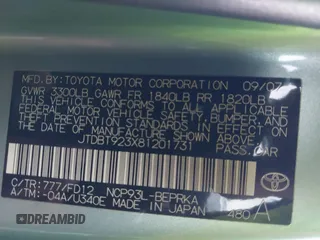 MFD.BY:TOYOTA MOTOR CORPORATION 09/07
GVWR 3300LB GAWR FR 1840LB RR 1820LB
THIS VEHICLE CONFORMS TO ALL APPLICABLE
FEDERAL MOTOR VEHICLE SAFETY, BUMPER, AND
THEFT PREVENTION STANDARDS IN EFFECT ON
THE DATE OF MANUFACTURE SHOWN ABOVE.
JTDBT923X81201731 PASS.CAR
C/TR:777/FD12 NCP93L-BEPRKA
A/TM:-04A/U340E MADE IN JAPAN 480 A
DREAMBID